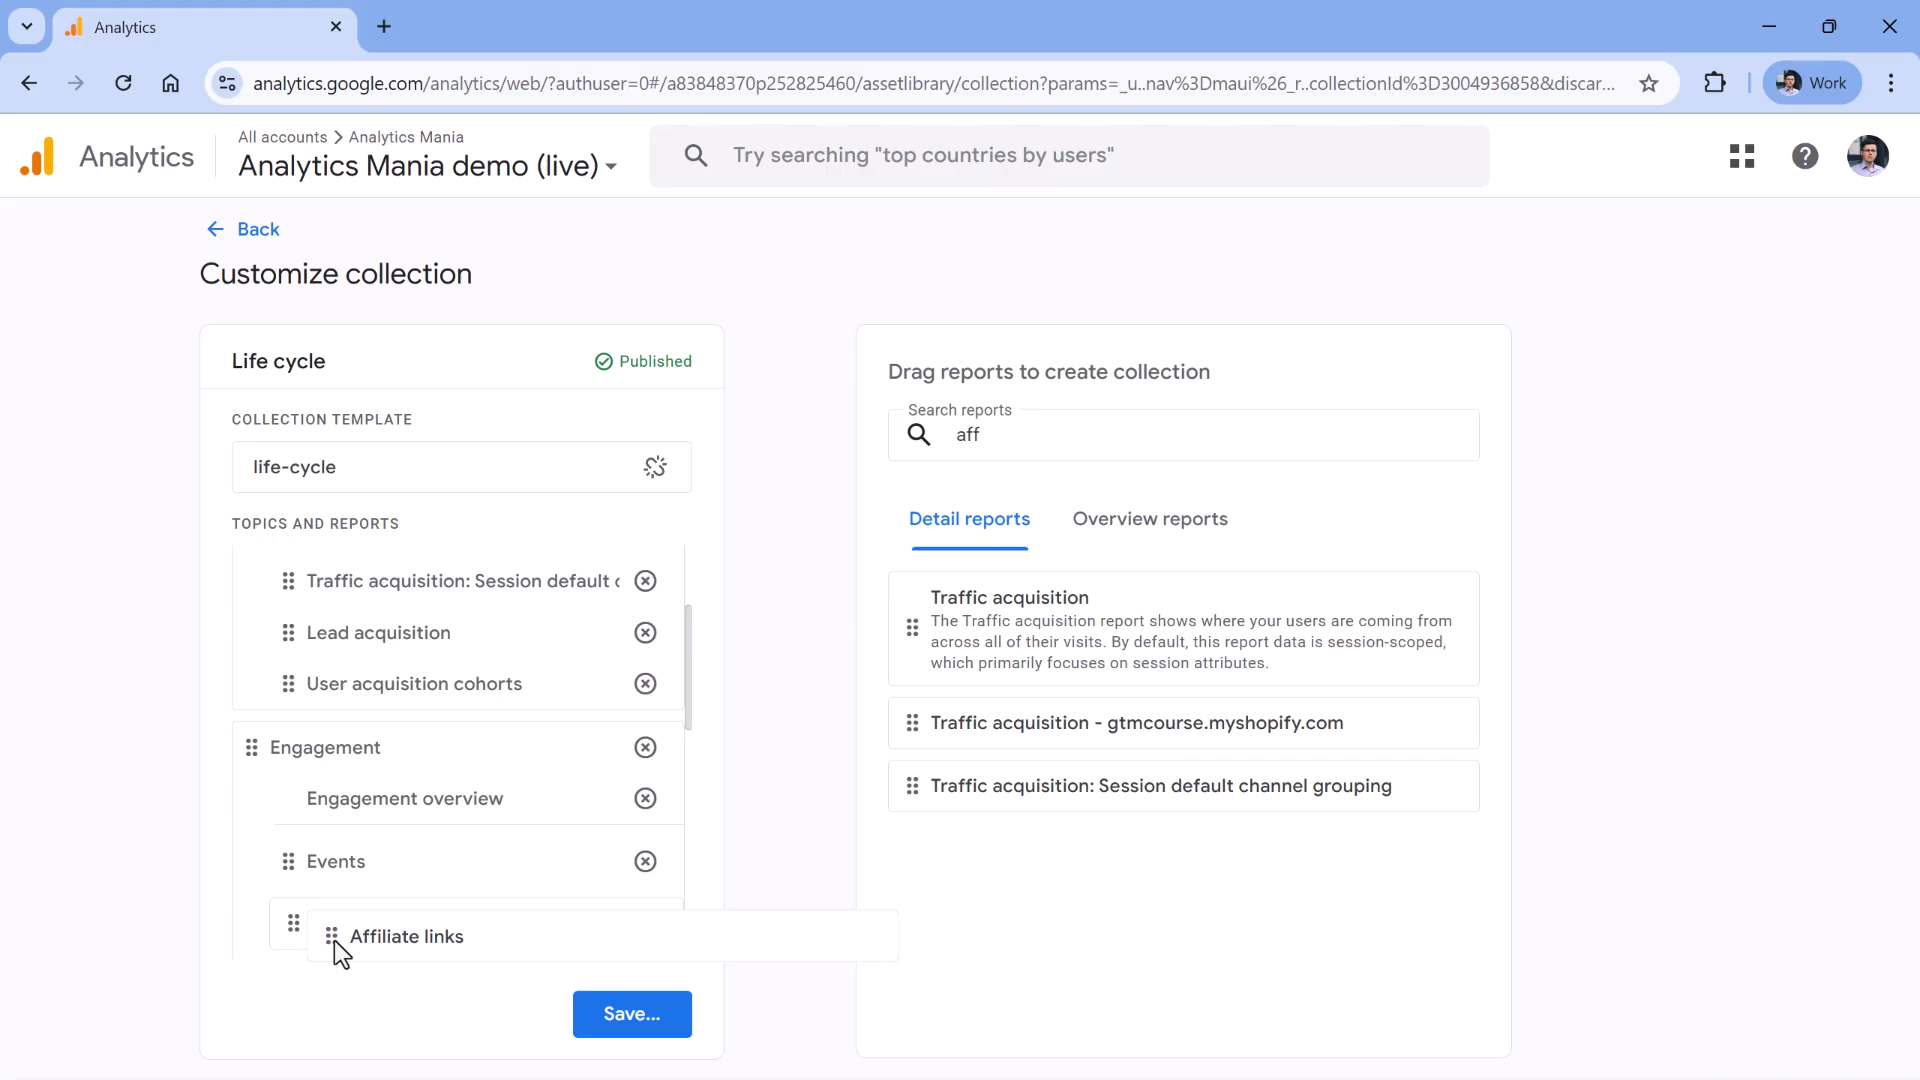 Analytics
analytics.google.com/analytics/web/?authuser=0#/a83848370p252825460/assetlibrary/collection?params=_u..nav%3Dmaui%26_r..collectionId%3D3004936858&discar...
Work
Analytics
All accounts > Analytics Mania
Analytics Mania demo (live)
Try searching "top countries by users"
Back
Customize collection
Life cycle
Published
COLLECTION TEMPLATE
life-cycle
TOPICS AND REPORTS
Traffic acquisition: Session default c
Lead acquisition
User acquisition cohorts
Engagement
Engagement overview
Events
Affiliate links
Save...
Drag reports to create collection
Search reports
aff
Detail reports
Overview reports
Traffic acquisition
The Traffic acquisition report shows where your users are coming from
across all of their visits. By default, this report data is session-scoped,
which primarily focuses on session attributes.
Traffic acquisition - gtmcourse.myshopify.com
Traffic acquisition: Session default channel grouping